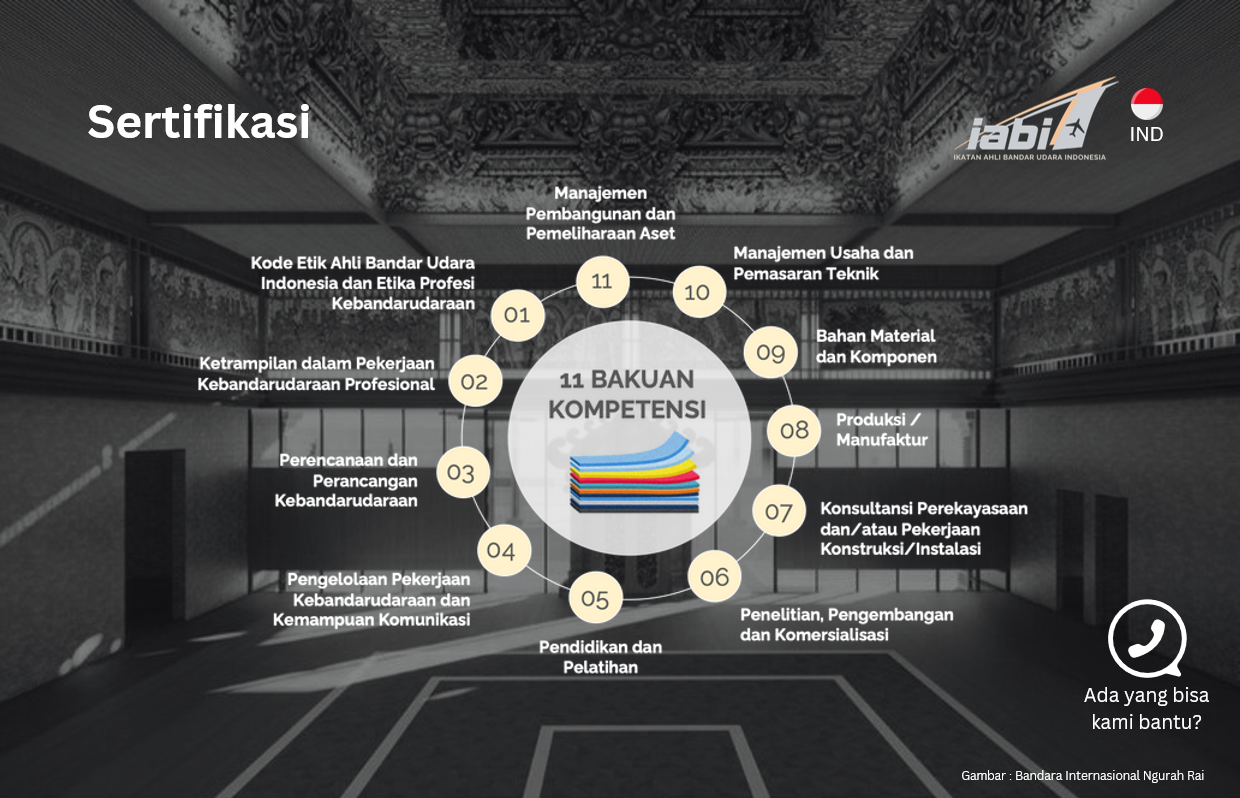 Sertifikasi
iabi
IKATAN AHLI BANDAR UDARA INDONESIA
IND
11 BAKUAN
KOMPETENSI
01
Kode Etik Ahli Bandar Udara
Indonesia dan Etika Profesi
Kebandarudaraan
02
Ketrampilan dalam Pekerjaan
Kebandarudaraan Profesional
03
Perencanaan dan
Perancangan
Kebandarudaraan
04
Pengelolaan Pekerjaan
Kebandarudaraan dan
Kemampuan Komunikasi
05
Pendidikan dan
Pelatihan
06
Penelitian, Pengembangan
dan Komersialisasi
07
Konsultansi Perekayasaan
dan/atau Pekerjaan
Konstruksi/Instalasi
08
Produksi /
Manufaktur
09
Bahan Material
dan Komponen
10
Manajemen Usaha dan
Pemasaran Teknik
11
Manajemen
Pembangunan dan
Pemeliharaan Aset
Ada yang bisa
kami bantu?
Gambar : Bandara Internasional Ngurah Rai